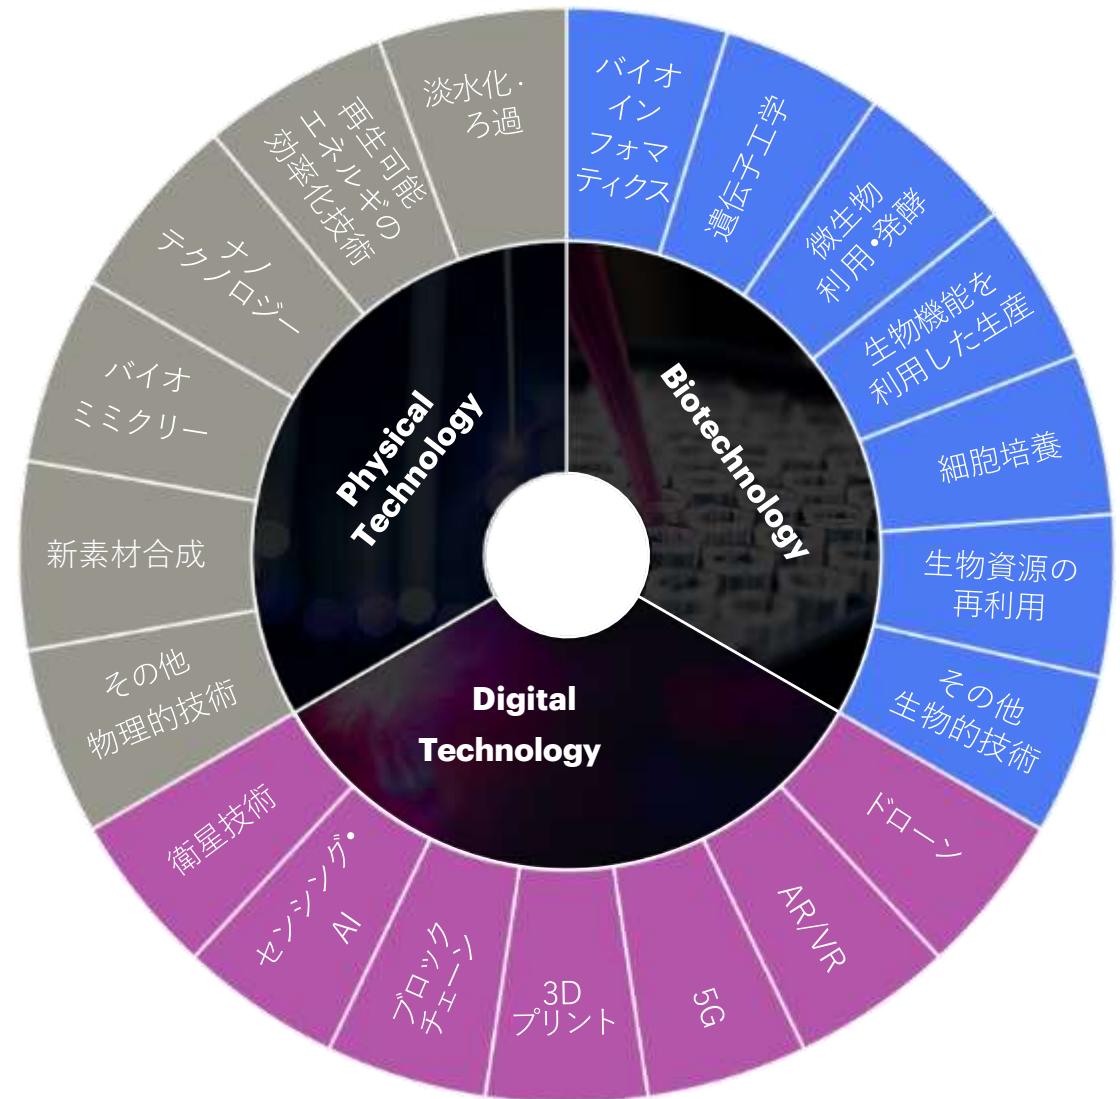 バイオ
イン
フォマ
ティクス
遺伝子工学
微生物
利用・発酵
生物機能を
利用した生産
細胞培養
生物資源の
再利用
その他
生物的技術
ドローン
AR/VR
5G
3D
プリント
ブロック
チェーン
センシング・
AI
衛星技術
その他
物理的技術
新素材合成
バイオ
ミミクリー
ナノ
テクノロジー
再生可能
エネルギの
効率化技術
淡水化・
ろ過
Physical
Technology
Biotechnology
Digital
Technology